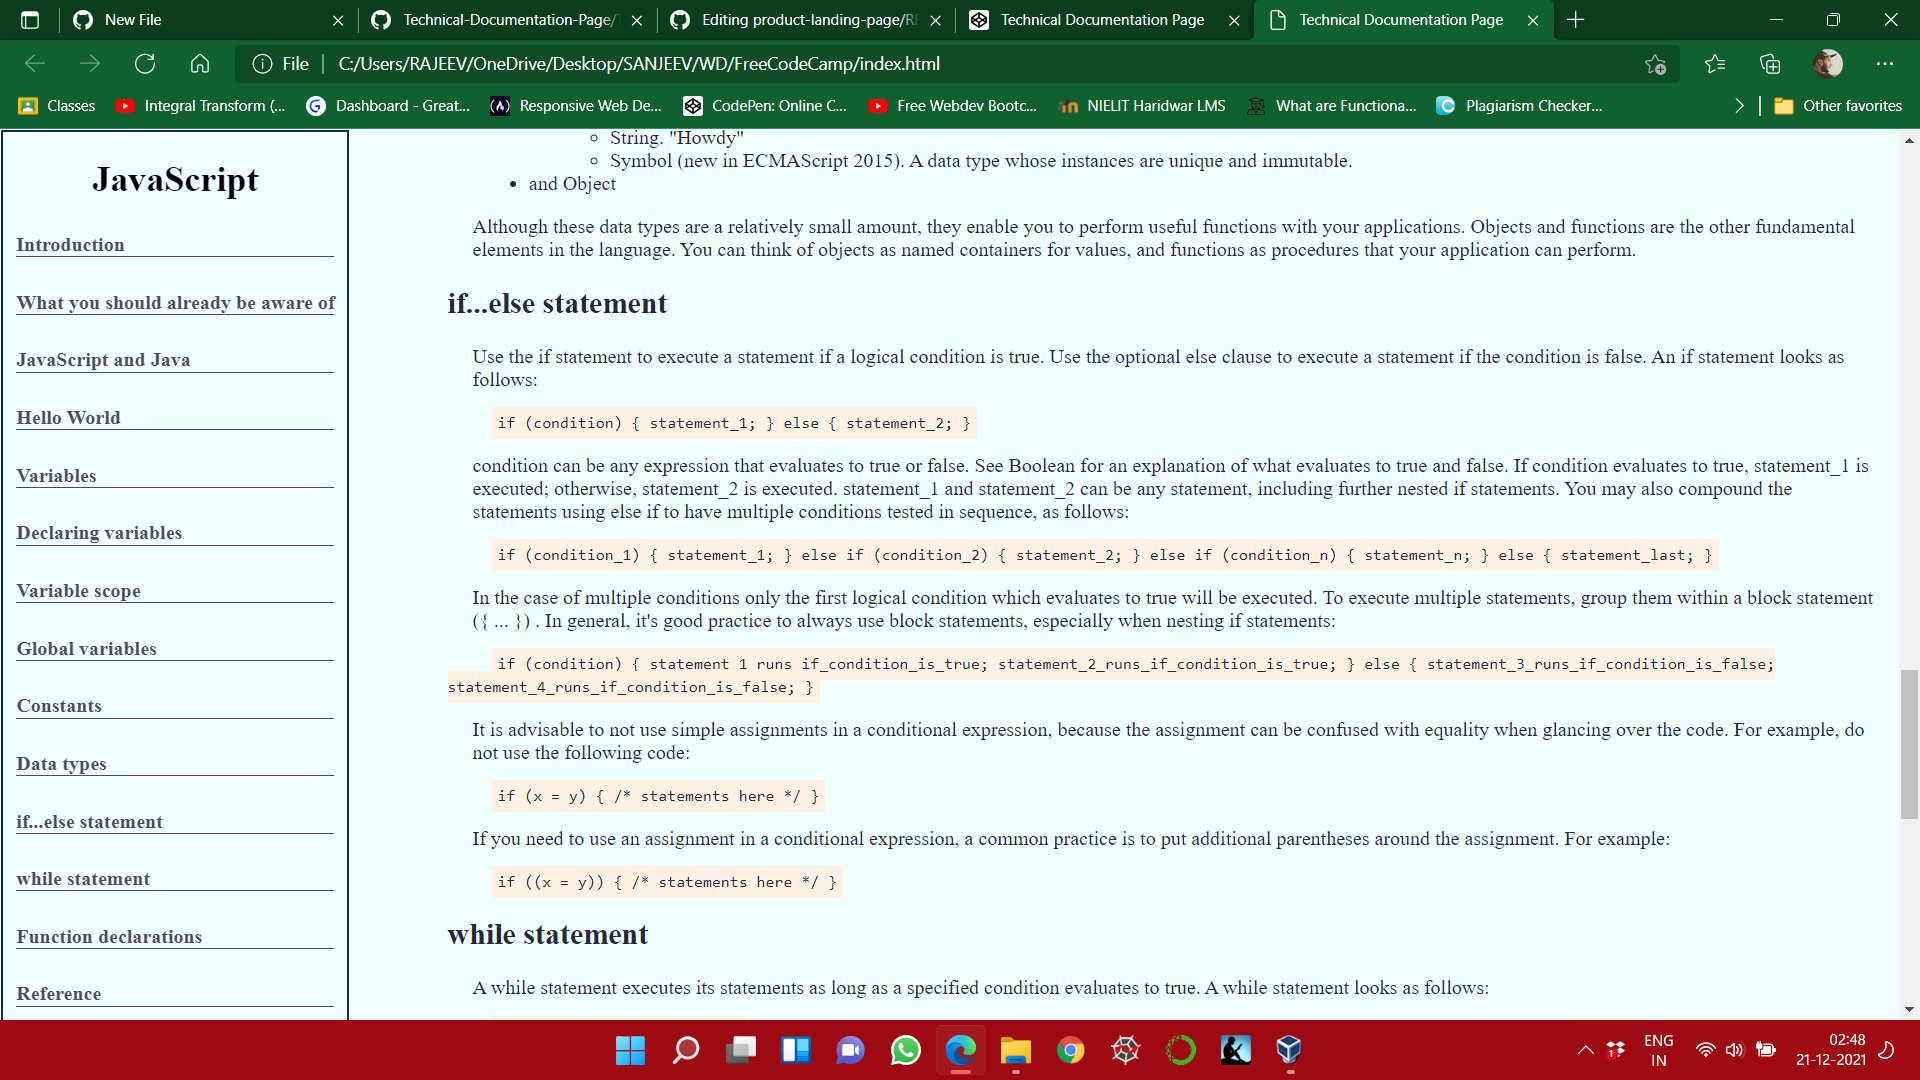 New File
Technical-Documentation-Page/
Editing product-landing-page/RE
Technical Documentation Page
Technical Documentation Page
File
C:/Users/RAJEEV/OneDrive/Desktop/SANJEEV/WD/FreeCodeCamp/index.html
Classes
Integral Transform (...
Dashboard - Great...
Responsive Web De...
CodePen: Online C...
Free Webdev Bootc...
NIELIT Haridwar LMS
What are Functiona...
Plagiarism Checker...
Other favorites
JavaScript
Introduction
What you should already be aware of
JavaScript and Java
Hello World
Variables
Declaring variables
Variable scope
Global variables
Constants
Data types
if...else statement
while statement
Function declarations
Reference
String. "Howdy"
Symbol (new in ECMAScript 2015). A data type whose instances are unique and immutable.
and Object
Although these data types are a relatively small amount, they enable you to perform useful functions with your applications. Objects and functions are the other fundamental
elements in the language. You can think of objects as named containers for values, and functions as procedures that your application can perform.
if...else statement
Use the if statement to execute a statement if a logical condition is true. Use the optional else clause to execute a statement if the condition is false. An if statement looks as
follows:
if (condition) { statement_1; } else { statement_2; }
condition can be any expression that evaluates to true or false. See Boolean for an explanation of what evaluates to true and false. If condition evaluates to true, statement_1 is
executed; otherwise, statement_2 is executed. statement_1 and statement_2 can be any statement, including further nested if statements. You may also compound the
statements using else if to have multiple conditions tested in sequence, as follows:
if (condition_1) { statement_1; } else if (condition_2) { statement_2; } else if (condition_n) { statement_n; } else { statement_last; }
In the case of multiple conditions only the first logical condition which evaluates to true will be executed. To execute multiple statements, group them within a block statement
({ ... }) . In general, it's good practice to always use block statements, especially when nesting if statements:
if (condition) { statement 1 runs if_condition_is_true; statement_2_runs_if_condition_is_true; } else { statement_3_runs_if_condition_is_false;
statement_4_runs_if_condition_is_false; }
It is advisable to not use simple assignments in a conditional expression, because the assignment can be confused with equality when glancing over the code. For example, do
not use the following code:
if (x = y) { /* statements here */ }
If you need to use an assignment in a conditional expression, a common practice is to put additional parentheses around the assignment. For example:
if ((x = y)) { /* statements here */ }
while statement
A while statement executes its statements as long as a specified condition evaluates to true. A while statement looks as follows:
1
ENG
IN
02:48
21-12-2021